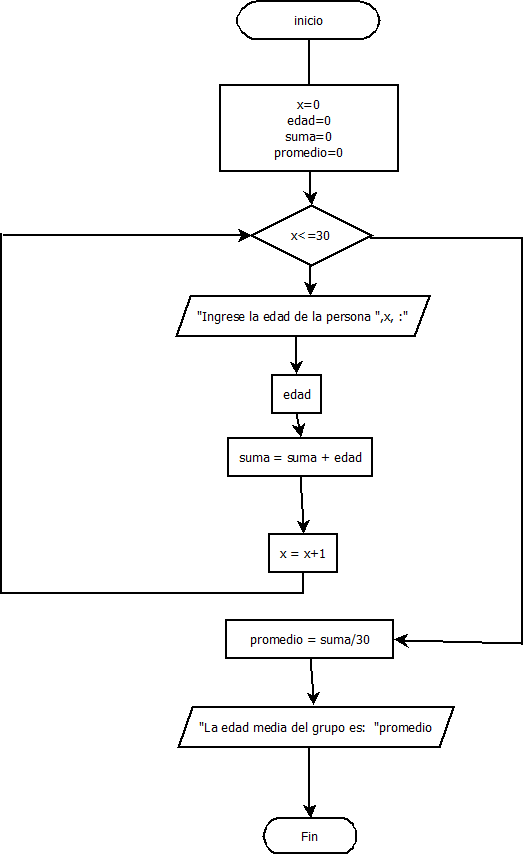 inicio
x=0
edad=0
suma=0
promedio=0
x<=30
"Ingrese la edad de la persona ",x, :"
edad
suma = suma + edad
x = x+1
promedio = suma/30
"La edad media del grupo es:  "promedio
Fin